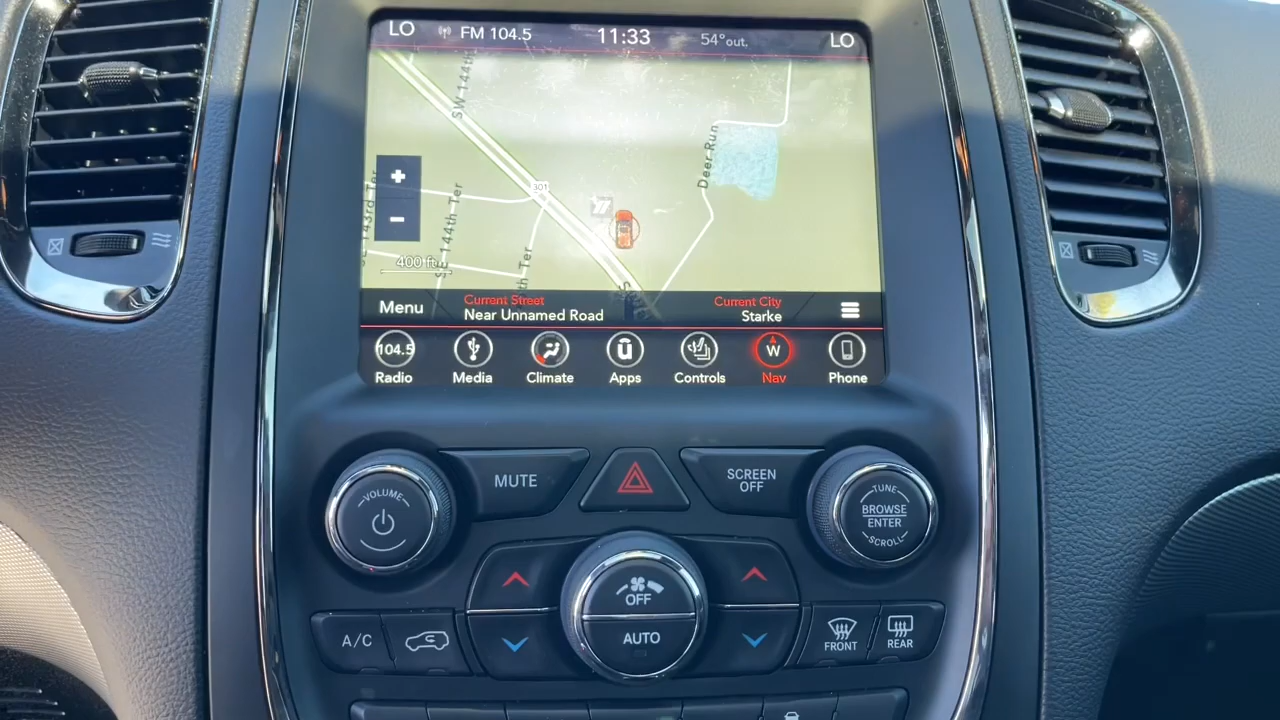 LO FM 104.5 11:33 54° out. LO
SW 144th
Deer Run
301
+
143rd Ter
144th Ter
-
th Ter
400 ft
Menu Current Street Current City
Near Unnamed Road Starke
104.5 W
Radio Media Climate Apps Controls Nav Phone
MUTE SCREEN
OFF
VOLUME TUNE
BROWSE
ENTER
SCROLL
OFF
AUTO
A/C FRONT REAR